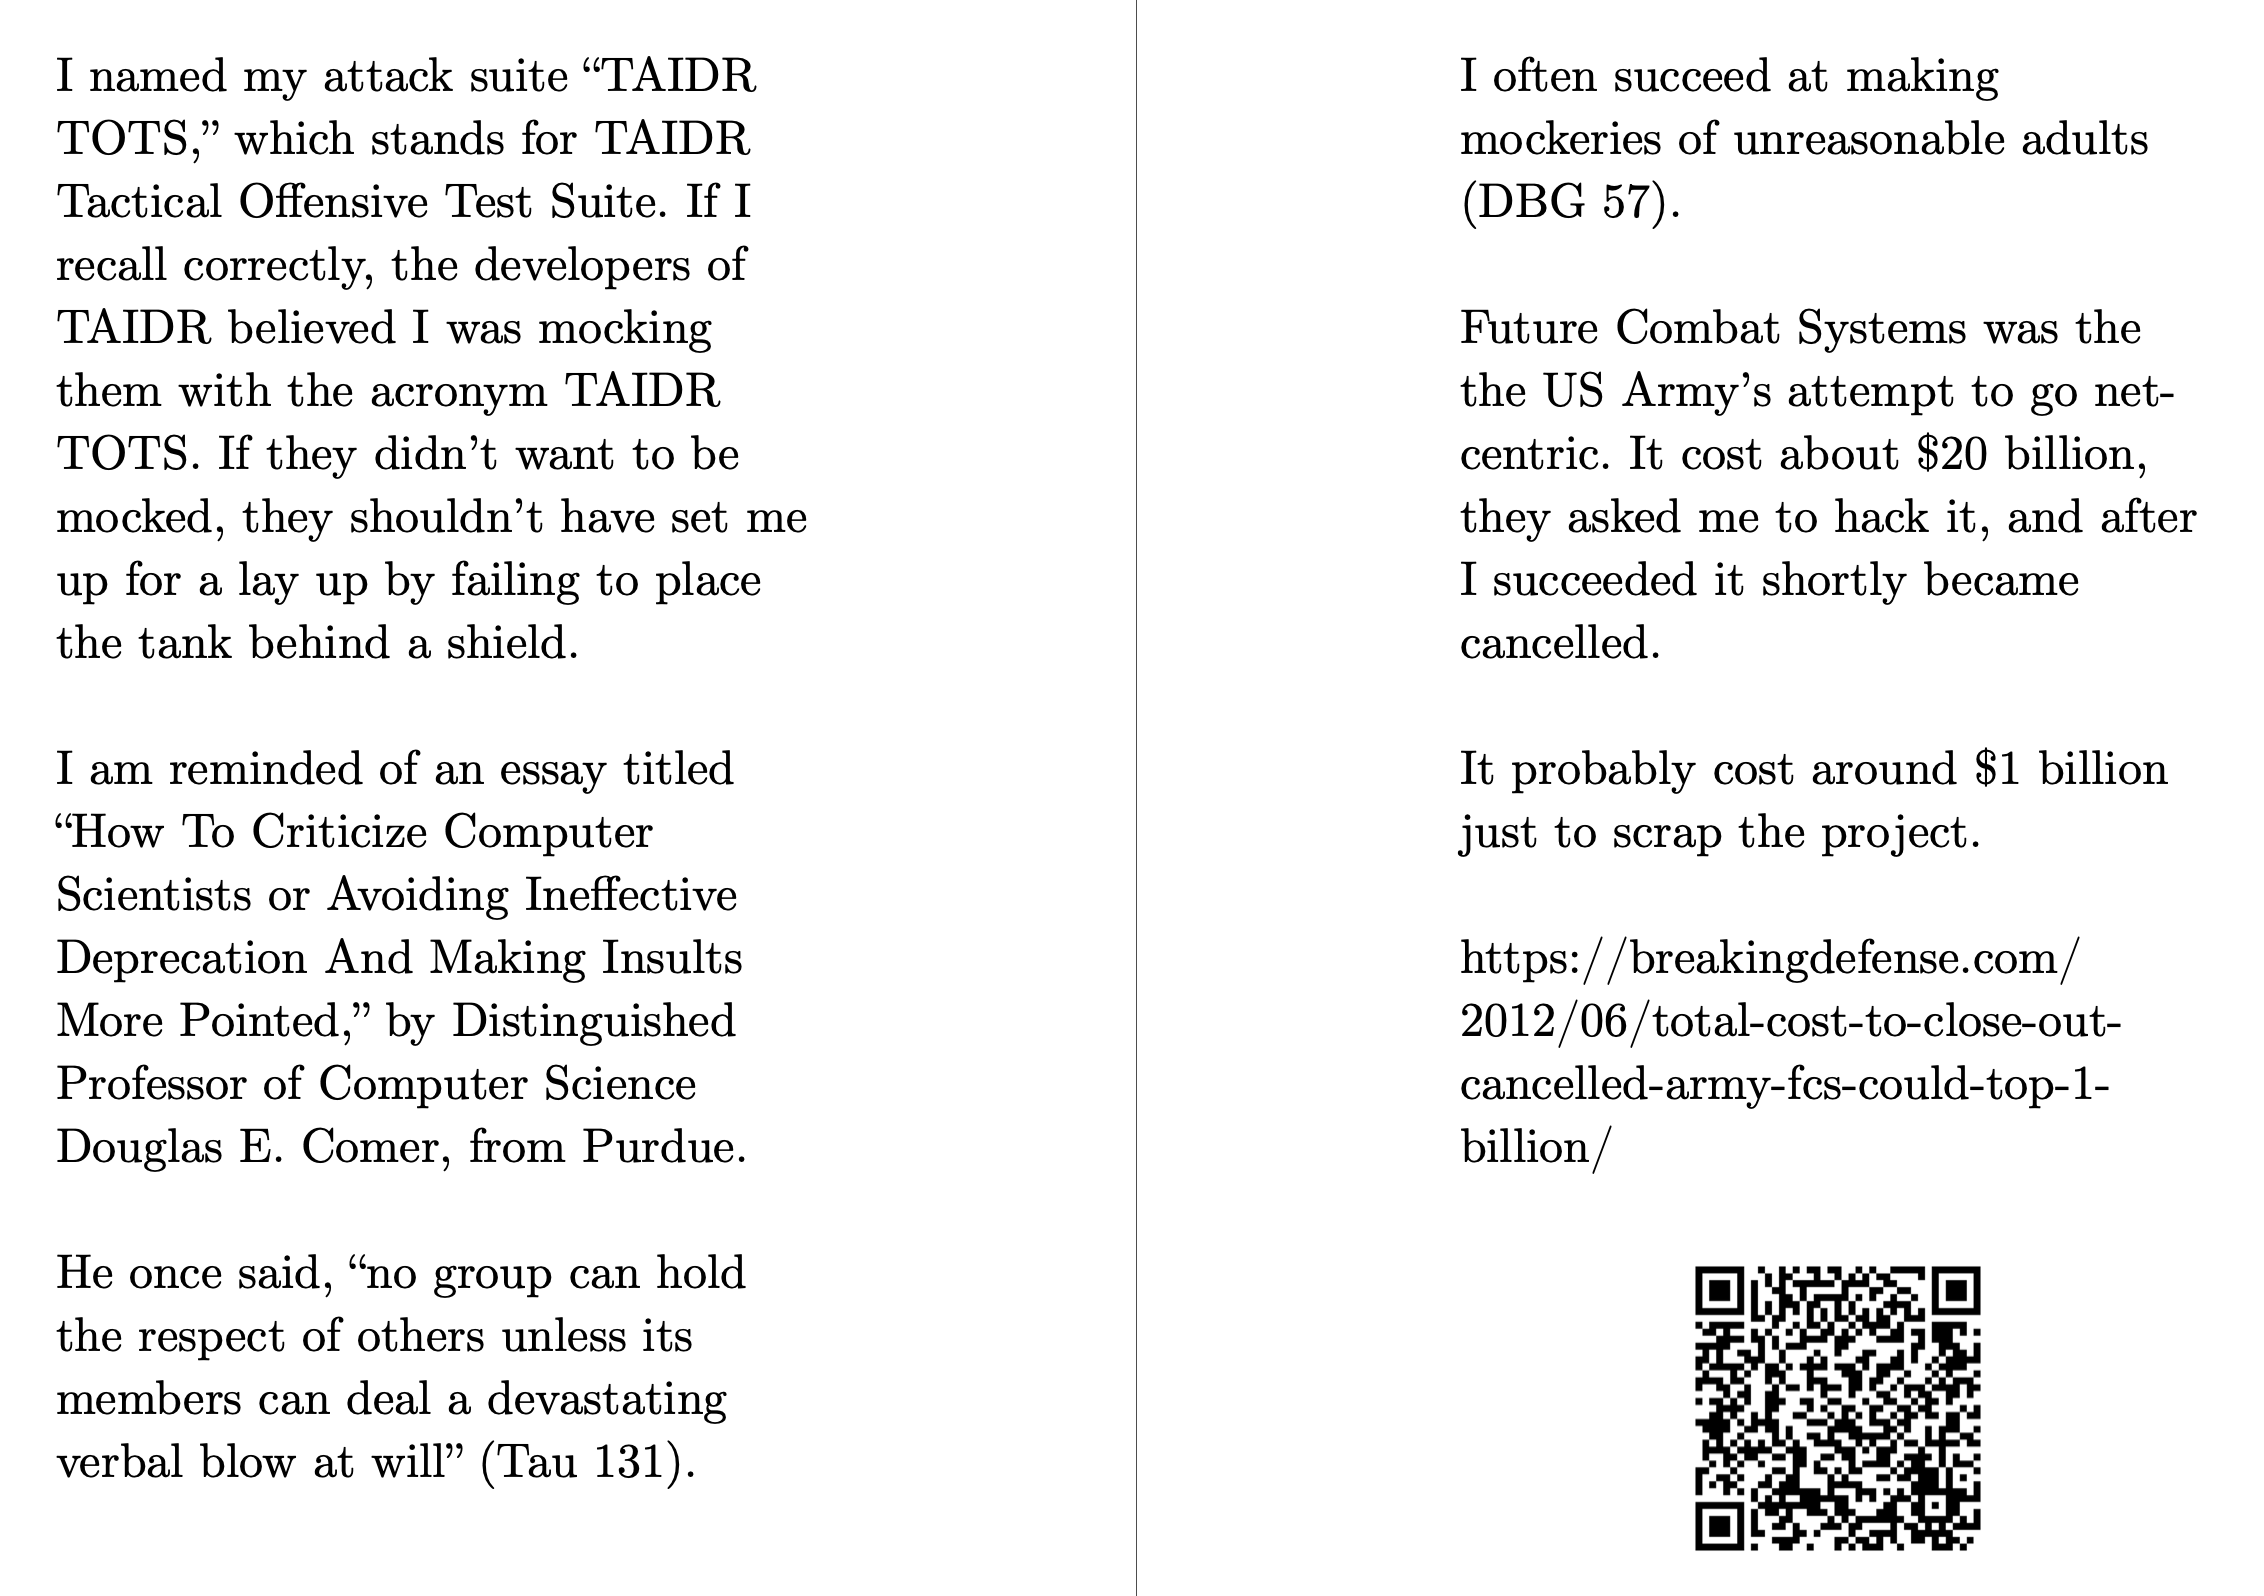 I named my attack suite “TAIDR
TOTS,” which stands for TAIDR
Tactical Offensive Test Suite. If I
recall correctly, the developers of
TAIDR believed I was mocking
them with the acronym TAIDR
TOTS. If they didn’t want to be
mocked, they shouldn’t have set me
up for a lay up by failing to place
the tank behind a shield.
I am reminded of an essay titled
“How To Criticize Computer
Scientists or Avoiding Ineffective
Deprecation And Making Insults
More Pointed,” by Distinguished
Professor of Computer Science
Douglas E. Comer, from Purdue.
He once said, “no group can hold
the respect of others unless its
members can deal a devastating
verbal blow at will” (Tau 131).
I often succeed at making
mockeries of unreasonable adults
(DBG 57).
Future Combat Systems was the
the US Army’s attempt to go net-
centric. It cost about $20 billion,
they asked me to hack it, and after
I succeeded it shortly became
cancelled.
It probably cost around $1 billion
just to scrap the project.
https://breakingdefense.com/
2012/06/total-cost-to-close-out-
cancelled-army-fcs-could-top-1-
billion/